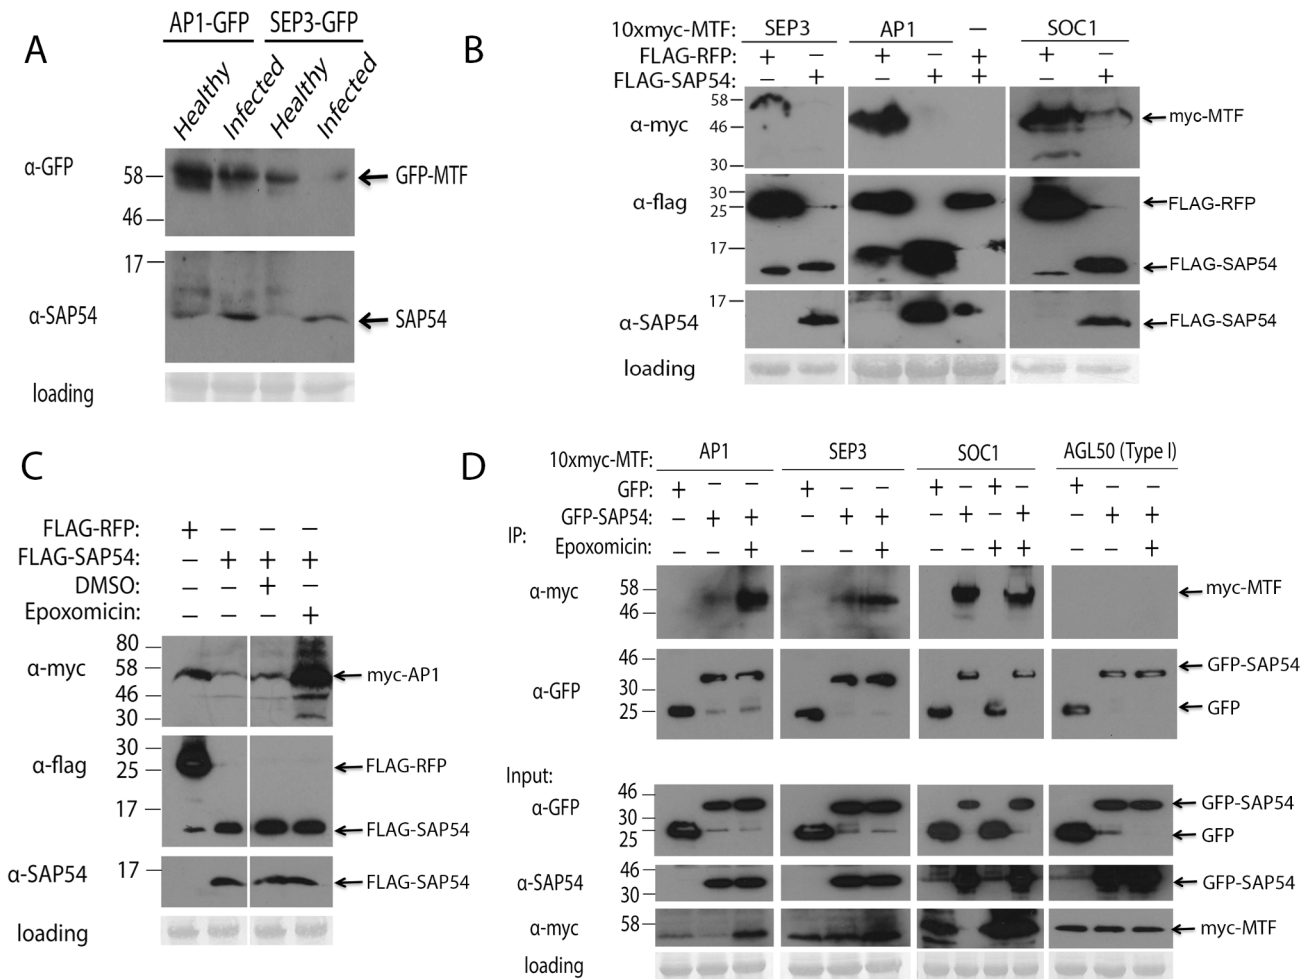 A
AP1-GFP SEP3-GFP
Healthy Infected Healthy Infected
α-GFP 58 GFP-MTF
46
17
α-SAP54 SAP54
loading
B
10xmyc-MTF: SEP3 AP1 — SOC1
FLAG-RFP: + − + − + + −
FLAG-SAP54: − + − + + − +
58
α-myc 46 myc-MTF
30
30
α-flag 25 FLAG-RFP
17
FLAG-SAP54
17
α-SAP54 FLAG-SAP54
loading
C
FLAG-RFP: + − − −
FLAG-SAP54: − + + +
DMSO: − − + −
Epoxomicin: − − − +
80
α-myc 58 myc-AP1
46
30
30
α-flag 25 FLAG-RFP
17
FLAG-SAP54
α-SAP54 17 FLAG-SAP54
loading
D
10xmyc-MTF: AP1 SEP3 SOC1 AGL50 (Type I)
GFP: + − − + − − + − + − + − −
GFP-SAP54: − + + − + + − + − + − + +
IP:
Epoxomicin: − − + − − + − − + + − − +
α-myc 58 myc-MTF
46
46 GFP-SAP54
α-GFP 30
25 GFP
Input:
α-GFP 46 GFP-SAP54
30
25 GFP
46
α-SAP54 GFP-SAP54
30
α-myc 58 myc-MTF
loading